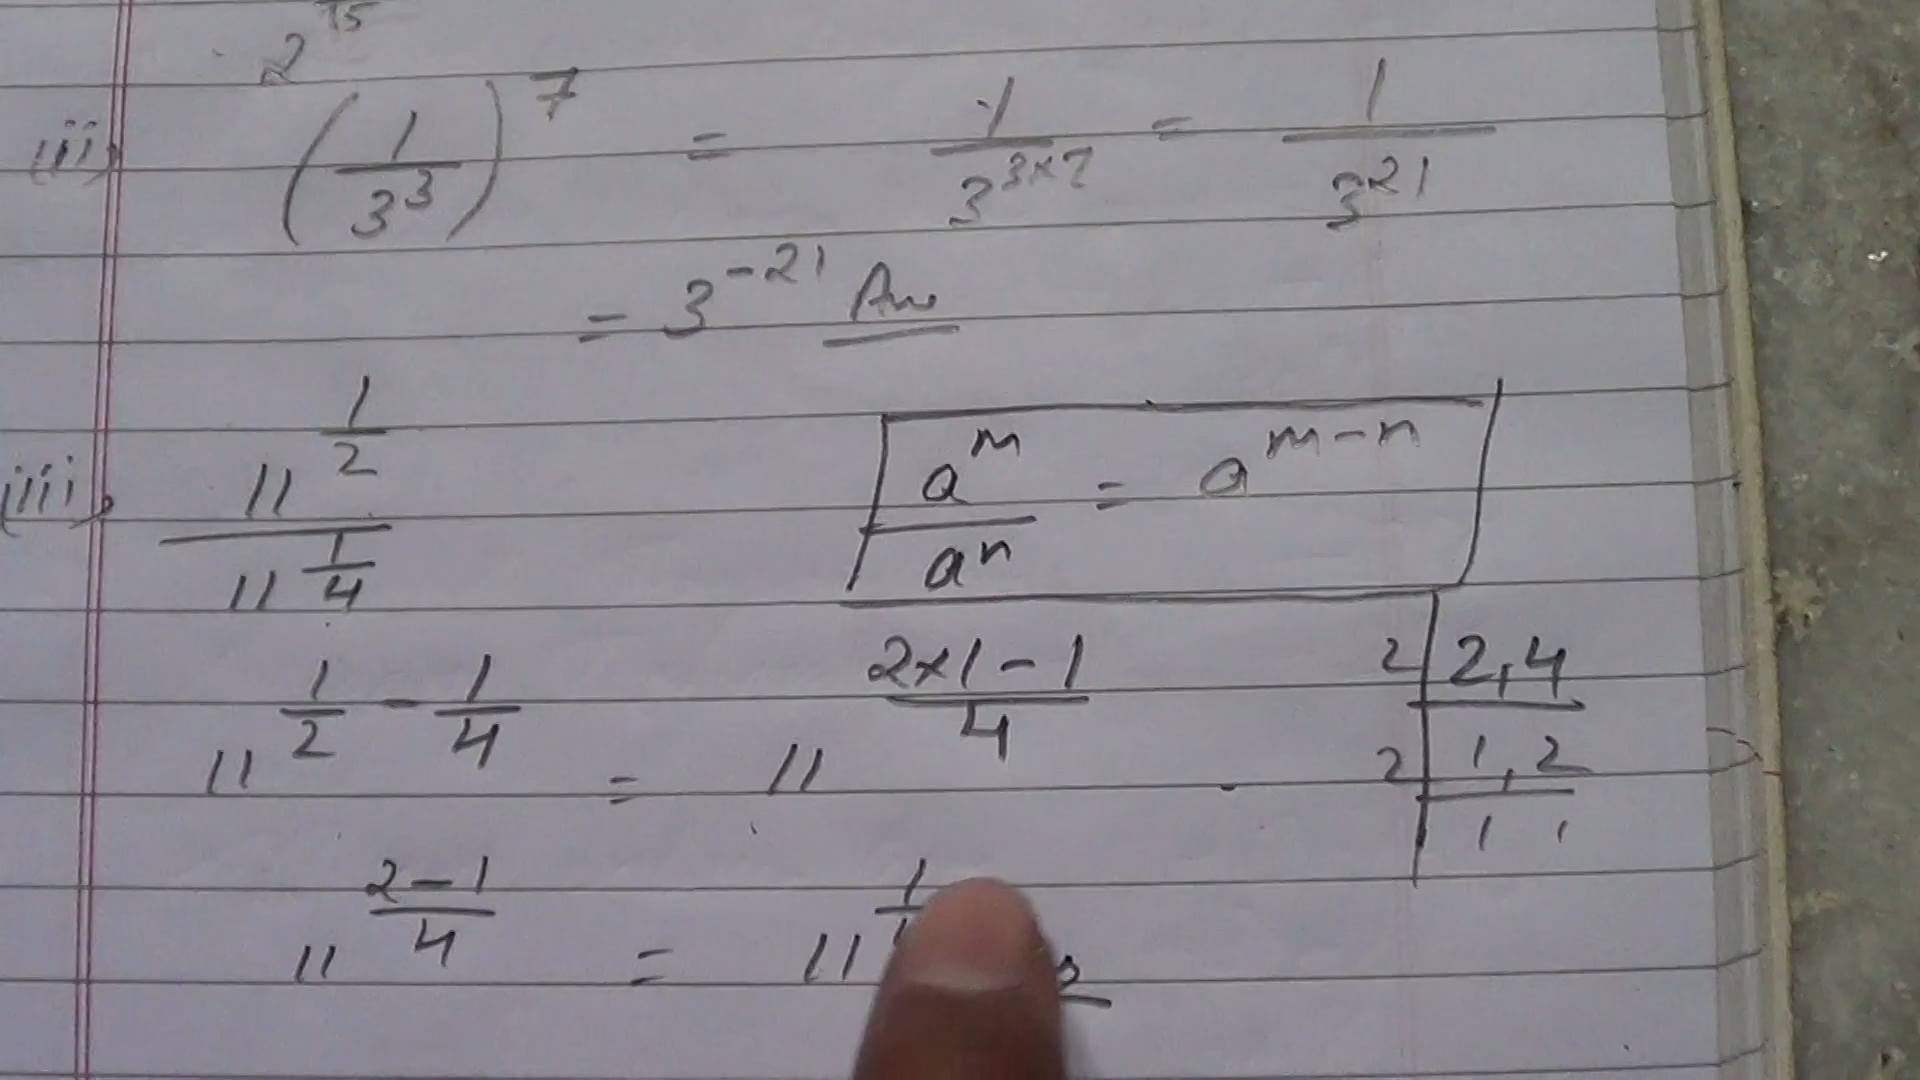 2^15
(ii) (1/3^3)^7 = 1/3^(3×7) = 1/3^21
= 3^-21 Ans
(iii) 11^(1/2) / 11^(1/4)    a^m/a^n = a^(m-n)
11^(1/2 - 1/4) = 11^((2×1-1)/4)    2 | 2,4
2 | 1,2
1 1
11^((2-1)/4) = 11